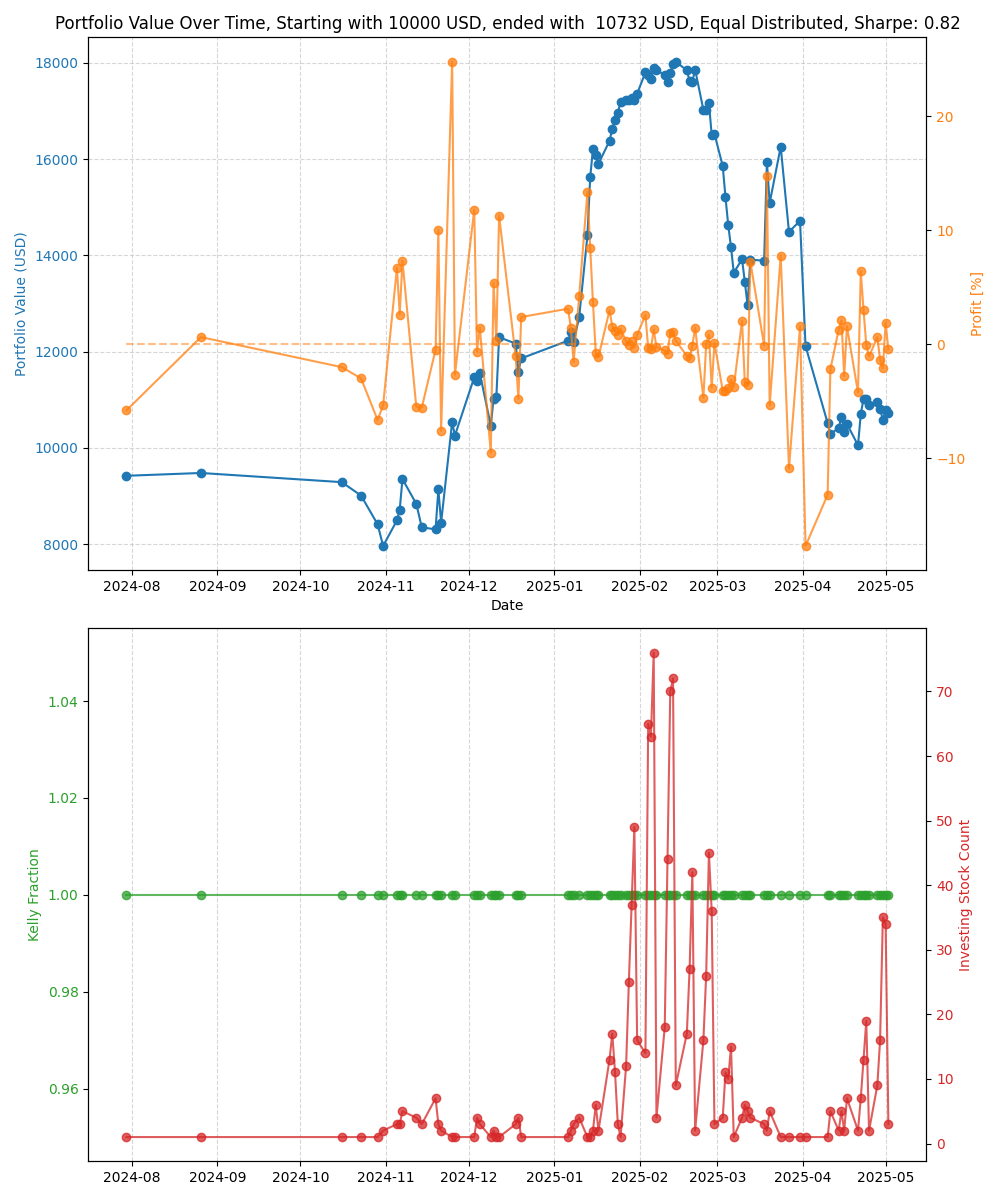 Portfolio Value Over Time, Starting with 10000 USD, ended with  10732 USD, Equal Distributed, Sharpe: 0.82
18000
16000
14000
12000
10000
8000
Portfolio Value (USD)
20
10
0
−10
Profit [%]
2024-08 2024-09 2024-10 2024-11 2024-12 2025-01 2025-02 2025-03 2025-04 2025-05
Date
1.04
1.02
1.00
0.98
0.96
Kelly Fraction
70
60
50
40
30
20
10
0
Investing Stock Count
2024-08 2024-09 2024-10 2024-11 2024-12 2025-01 2025-02 2025-03 2025-04 2025-05